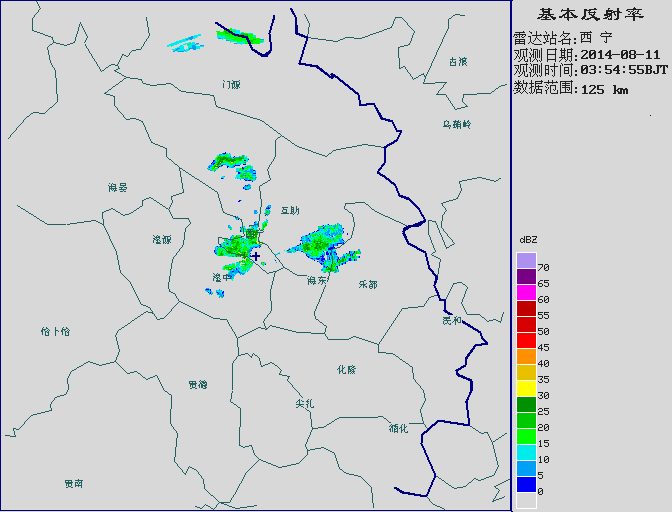 基本反射率
雷达站名:西 宁
观测日期:2014-08-11
观测时间:03:54:55BJT
数据范围:125 km
古浪
门源
乌鞘岭
海晏
互助
湟源
湟中
海东
乐都
民和
恰卜恰
化隆
贵德
尖扎
循化
贵南
dBZ
70
65
60
55
50
45
40
35
30
25
20
15
10
5
0